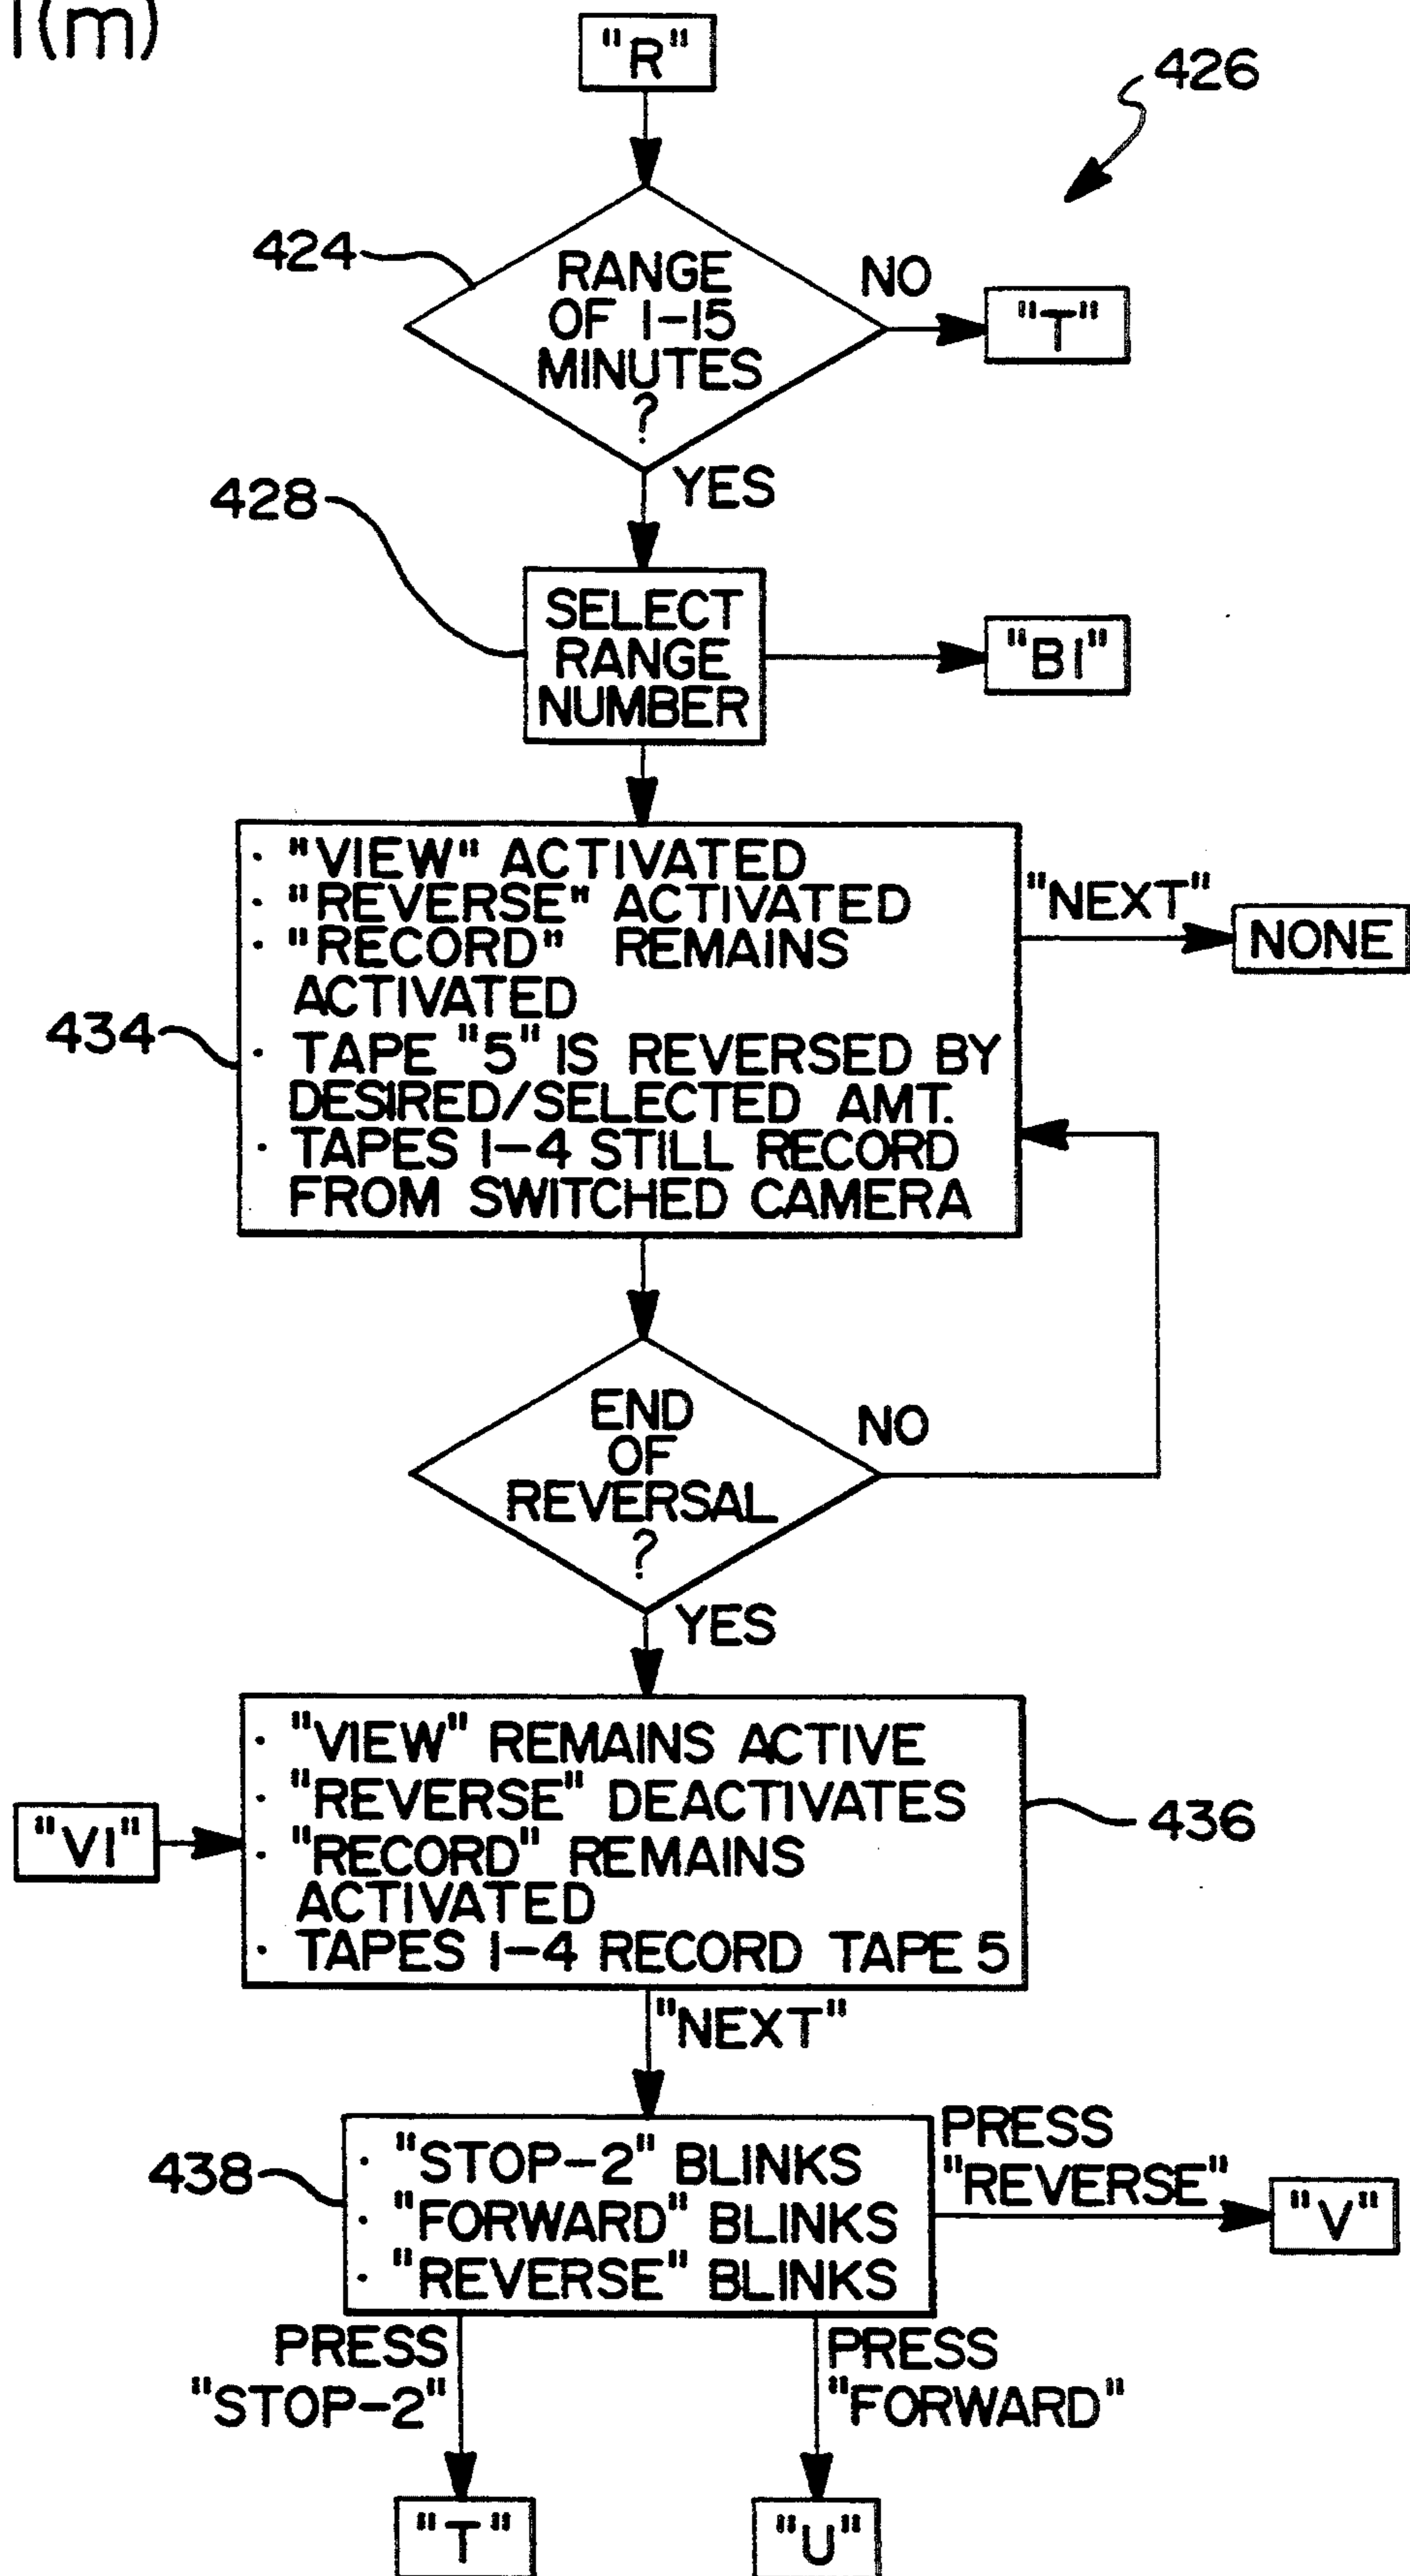 1(m)
"R"
426
424
RANGE
OF 1-15
MINUTES
?
NO
"T"
YES
428
SELECT
RANGE
NUMBER
"B1"
· "VIEW" ACTIVATED
· "REVERSE" ACTIVATED
· "RECORD" REMAINS
ACTIVATED
· TAPE "5" IS REVERSED BY
DESIRED/SELECTED AMT.
· TAPES 1-4 STILL RECORD
FROM SWITCHED CAMERA
434
"NEXT"
NONE
END
OF
REVERSAL
?
NO
YES
"V1"
· "VIEW" REMAINS ACTIVE
· "REVERSE" DEACTIVATES
· "RECORD" REMAINS
ACTIVATED
· TAPES 1-4 RECORD TAPE 5
436
"NEXT"
438
· "STOP-2" BLINKS
· "FORWARD" BLINKS
· "REVERSE" BLINKS
PRESS
"REVERSE"
"V"
PRESS
"STOP-2"
PRESS
"FORWARD"
"T"
"U"